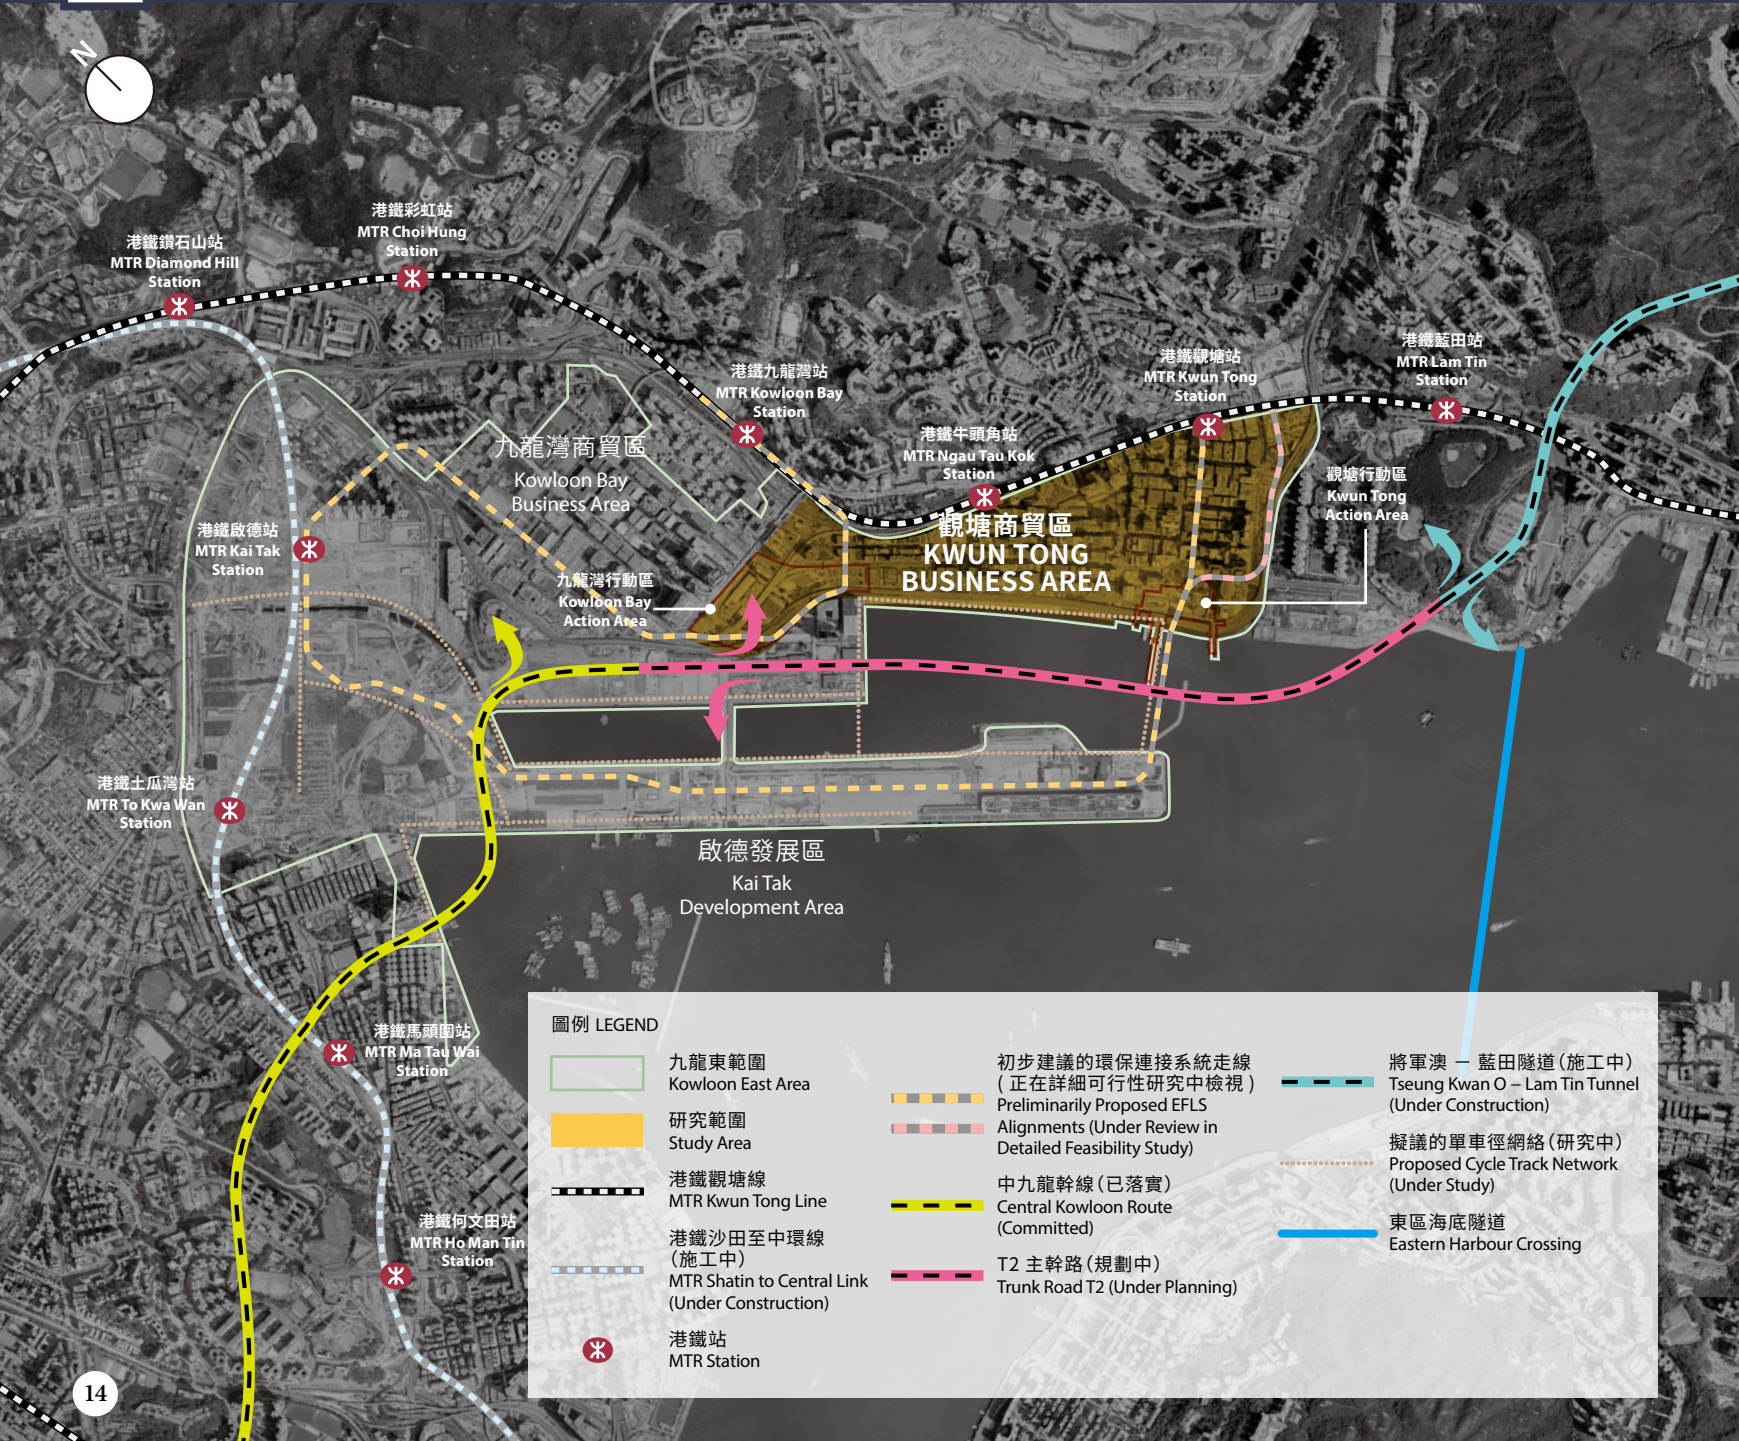 N
港鐵彩虹站
MTR Choi Hung
Station
港鐵鑽石山站
MTR Diamond Hill
Station
港鐵九龍灣站
MTR Kowloon Bay
Station
港鐵觀塘站
MTR Kwun Tong
Station
港鐵藍田站
MTR Lam Tin
Station
港鐵牛頭角站
MTR Ngau Tau Kok
Station
九龍灣商貿區
Kowloon Bay
Business Area
觀塘行動區
Kwun Tong
Action Area
港鐵啟德站
MTR Kai Tak
Station
觀塘商貿區
KWUN TONG
BUSINESS AREA
九龍灣行動區
Kowloon Bay
Action Area
港鐵土瓜灣站
MTR To Kwa Wan
Station
啟德發展區
Kai Tak
Development Area
港鐵馬頭圍站
MTR Ma Tau Wai
Station
港鐵何文田站
MTR Ho Man Tin
Station
圖例 LEGEND
九龍東範圍
Kowloon East Area
研究範圍
Study Area
港鐵觀塘線
MTR Kwun Tong Line
港鐵沙田至中環線
(施工中)
MTR Shatin to Central Link
(Under Construction)
港鐵站
MTR Station
初步建議的環保連接系統走線
( 正在詳細可行性研究中檢視 )
Preliminarily Proposed EFLS
Alignments (Under Review in
Detailed Feasibility Study)
中九龍幹線(已落實)
Central Kowloon Route
(Committed)
T2 主幹路(規劃中)
Trunk Road T2 (Under Planning)
將軍澳 — 藍田隧道(施工中)
Tseung Kwan O – Lam Tin Tunnel
(Under Construction)
擬議的單車徑網絡(研究中)
Proposed Cycle Track Network
(Under Study)
東區海底隧道
Eastern Harbour Crossing
14